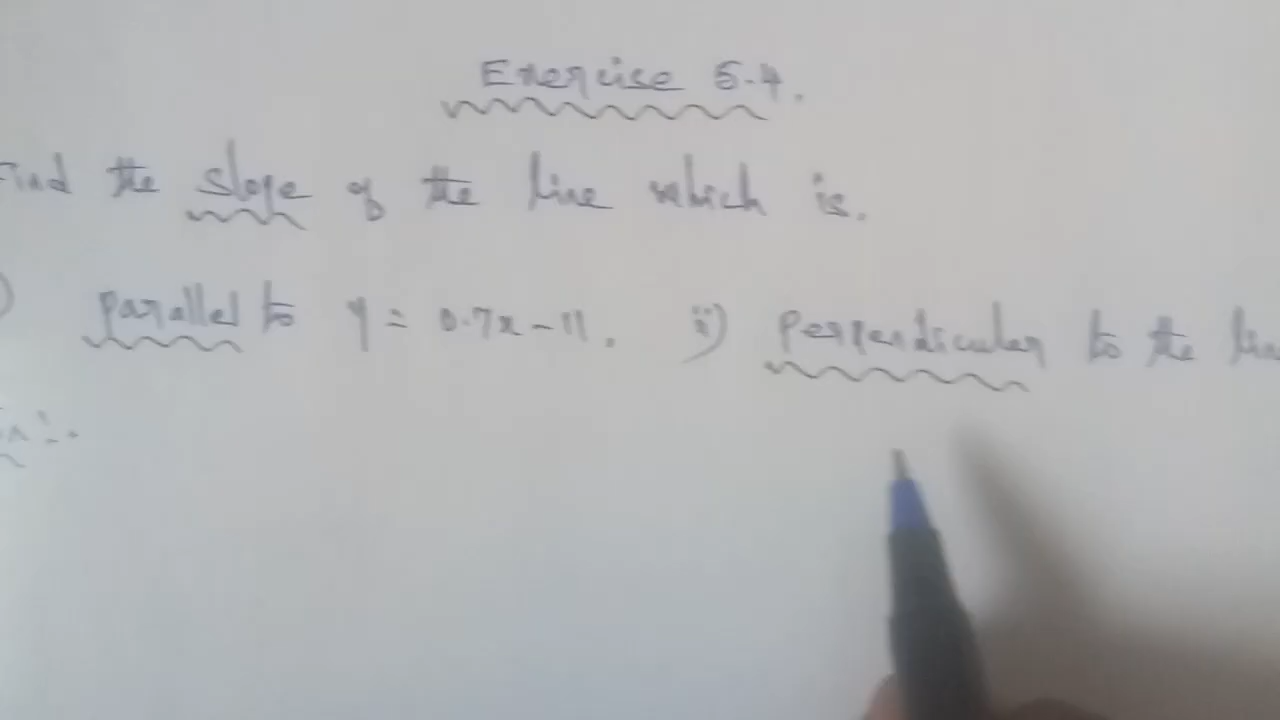 Exercise 5.4.
Find the slope of the line which is.
) parallel to y = 0.7x - 11. ii) perpendicular to the